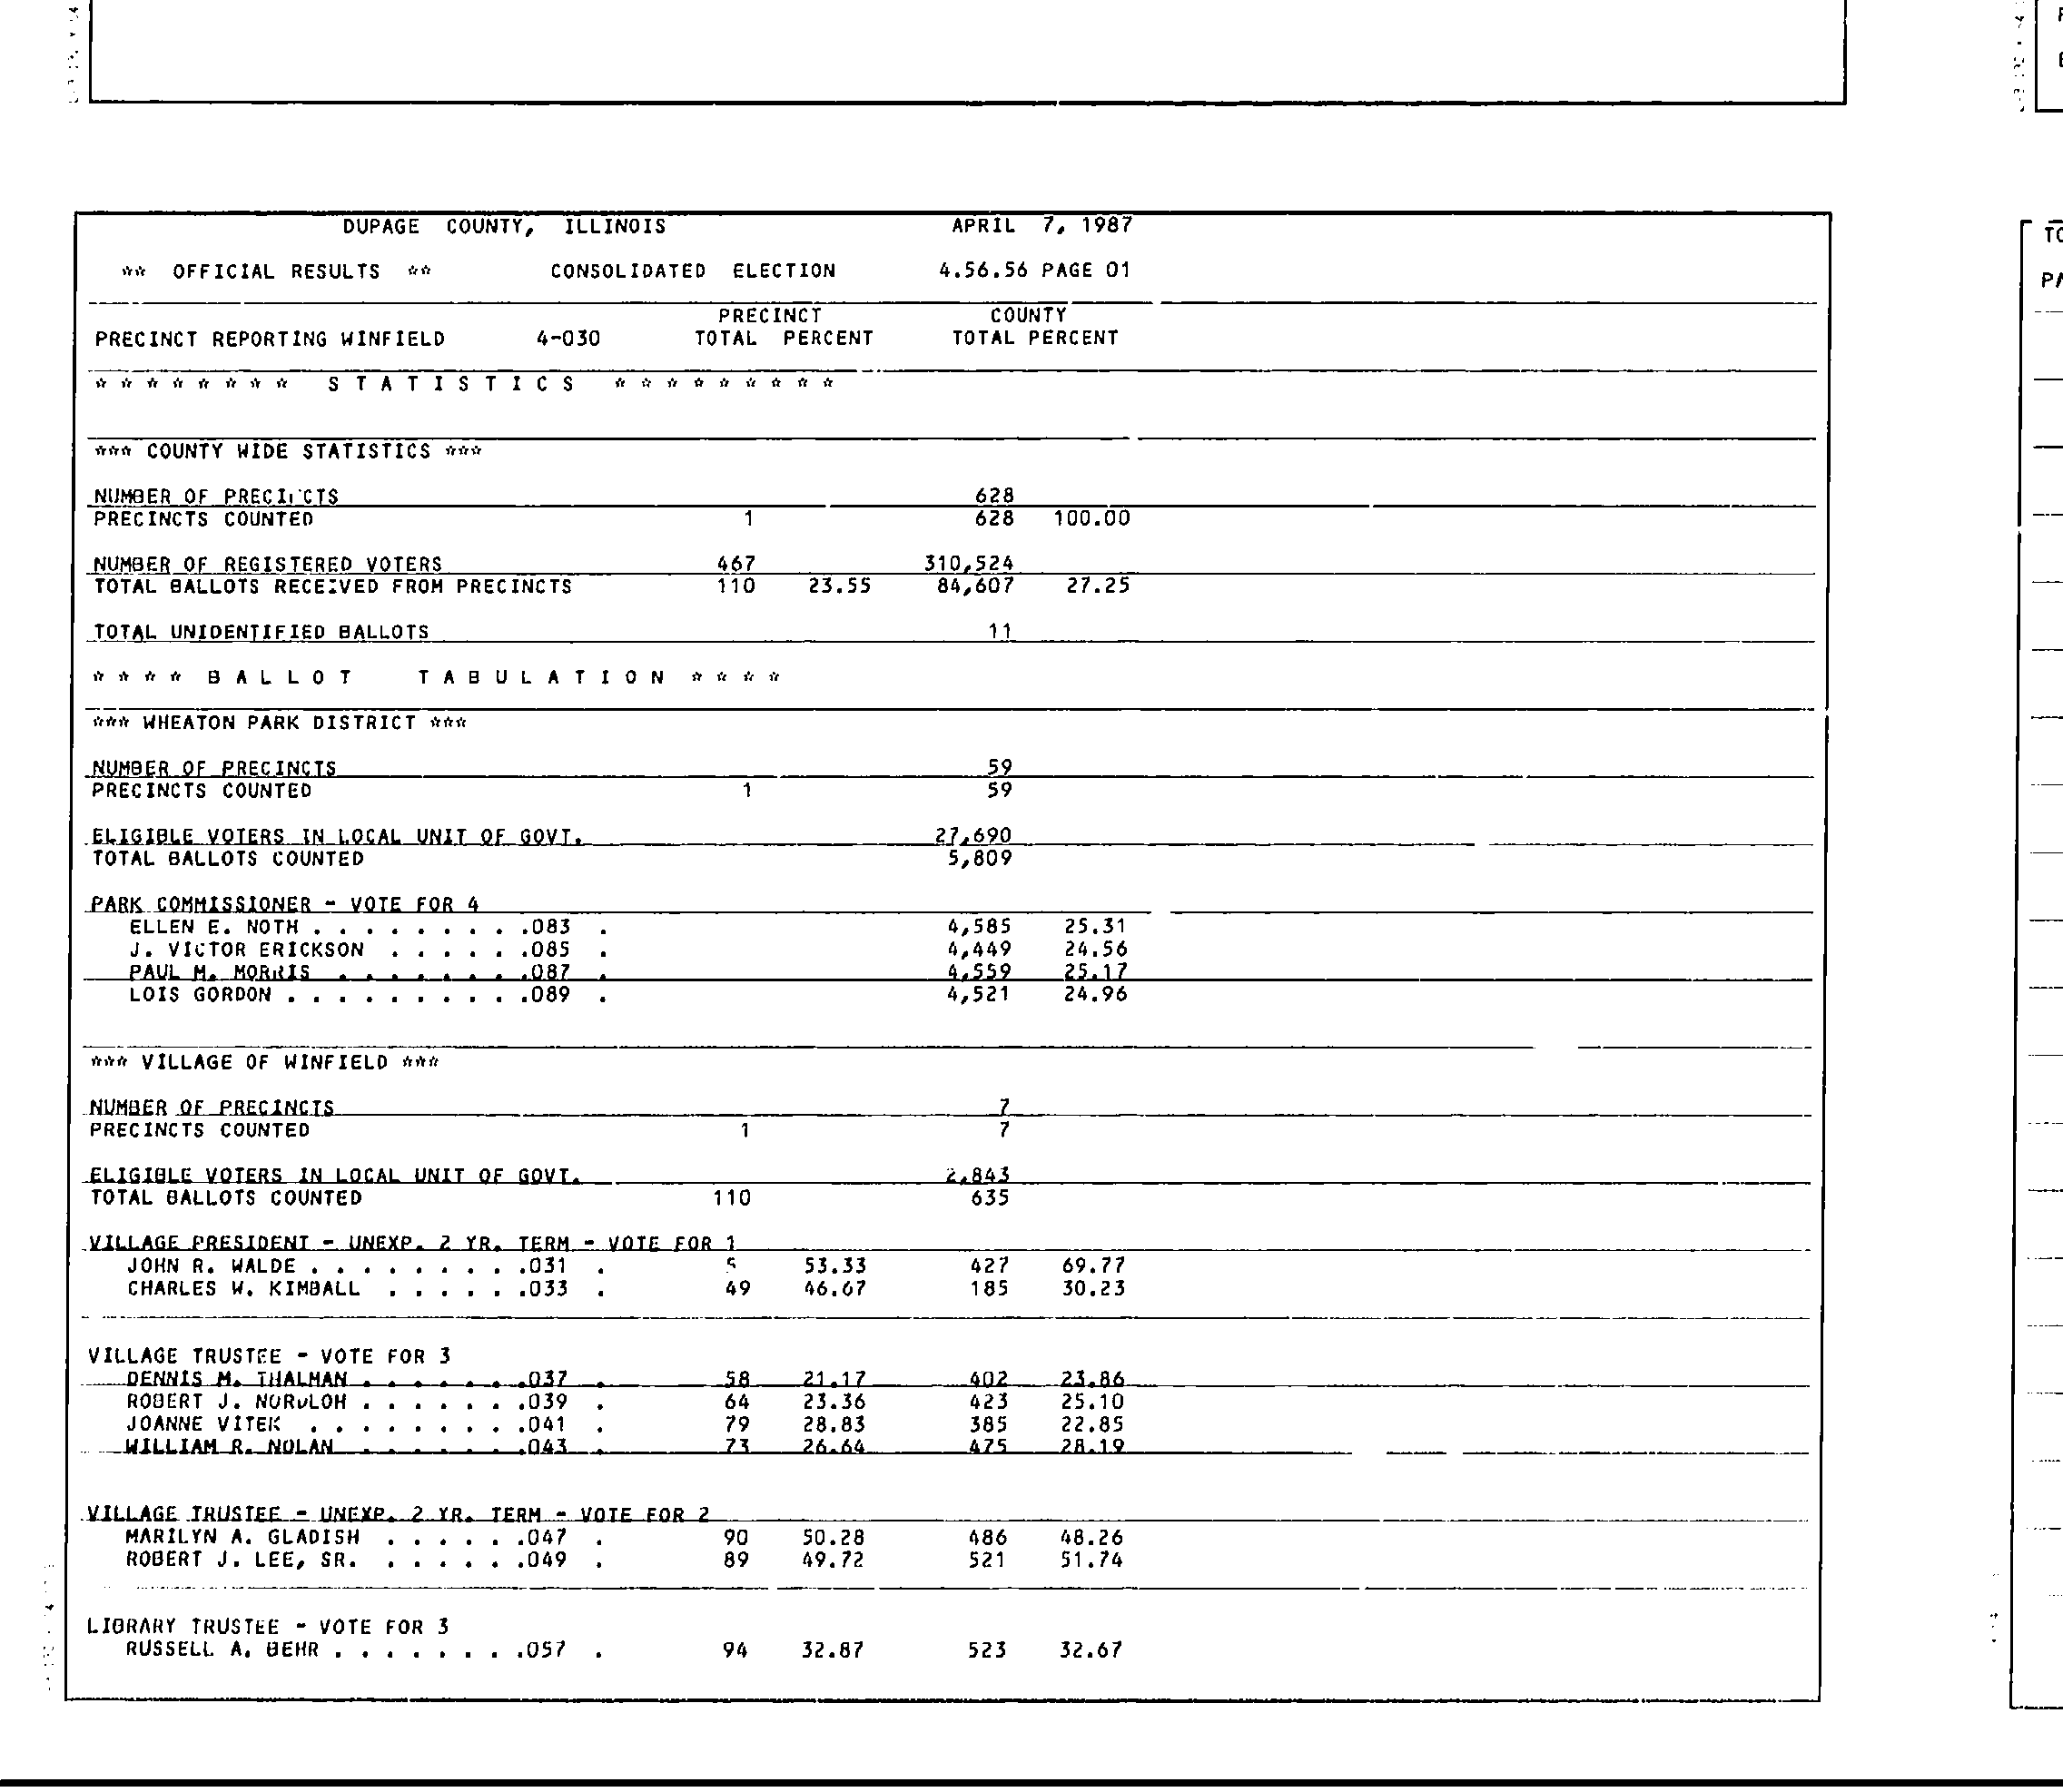 DUPAGE COUNTY, ILLINOIS APRIL 7, 1987
** OFFICIAL RESULTS ** CONSOLIDATED ELECTION 4.56.56 PAGE 01
PRECINCT COUNTY
PRECINCT REPORTING WINFIELD 4-030 TOTAL PERCENT TOTAL PERCENT
* * * * * * * * S T A T I S T I C S * * * * * * * * *
*** COUNTY WIDE STATISTICS ***
NUMBER OF PRECINCTS 628
PRECINCTS COUNTED 1 628 100.00
NUMBER OF REGISTERED VOTERS 467 310,524
TOTAL BALLOTS RECEIVED FROM PRECINCTS 110 23.55 84,607 27.25
TOTAL UNIDENTIFIED BALLOTS 11
* * * * B A L L O T T A B U L A T I O N * * * *
*** WHEATON PARK DISTRICT ***
NUMBER OF PRECINCTS 59
PRECINCTS COUNTED 1 59
ELIGIBLE VOTERS IN LOCAL UNIT OF GOVT. 27,690
TOTAL BALLOTS COUNTED 5,809
PARK COMMISSIONER - VOTE FOR 4
ELLEN E. NOTH . . . . . . . . .083 . 4,585 25.31
J. VICTOR ERICKSON . . . . . .085 . 4,449 24.56
PAUL M. MORRIS . . . . . . . .087 . 4,559 25.17
LOIS GORDON . . . . . . . . . .089 . 4,521 24.96
*** VILLAGE OF WINFIELD ***
NUMBER OF PRECINCTS 7
PRECINCTS COUNTED 1 7
ELIGIBLE VOTERS IN LOCAL UNIT OF GOVT. 2,843
TOTAL BALLOTS COUNTED 110 635
VILLAGE PRESIDENT - UNEXP. 2 YR. TERM - VOTE FOR 1
JOHN R. WALDE . . . . . . . . .031 . 53.33 427 69.77
CHARLES W. KIMBALL . . . . . .033 . 49 46.67 185 30.23
VILLAGE TRUSTEE - VOTE FOR 3
DENNIS M. THALMAN . . . . . . .037 . 58 21.17 402 23.86
ROBERT J. NORDLOH . . . . . . .039 . 64 23.36 423 25.10
JOANNE VITEK . . . . . . . . .041 . 79 28.83 385 22.85
WILLIAM R. NOLAN . . . . . . .043 . 73 26.64 475 28.19
VILLAGE TRUSTEE - UNEXP. 2 YR. TERM - VOTE FOR 2
MARILYN A. GLADISH . . . . . .047 . 90 50.28 486 48.26
ROBERT J. LEE, SR. . . . . . .049 . 89 49.72 521 51.74
LIBRARY TRUSTEE - VOTE FOR 3
RUSSELL A. BEHR . . . . . . . .057 . 94 32.87 523 32.67